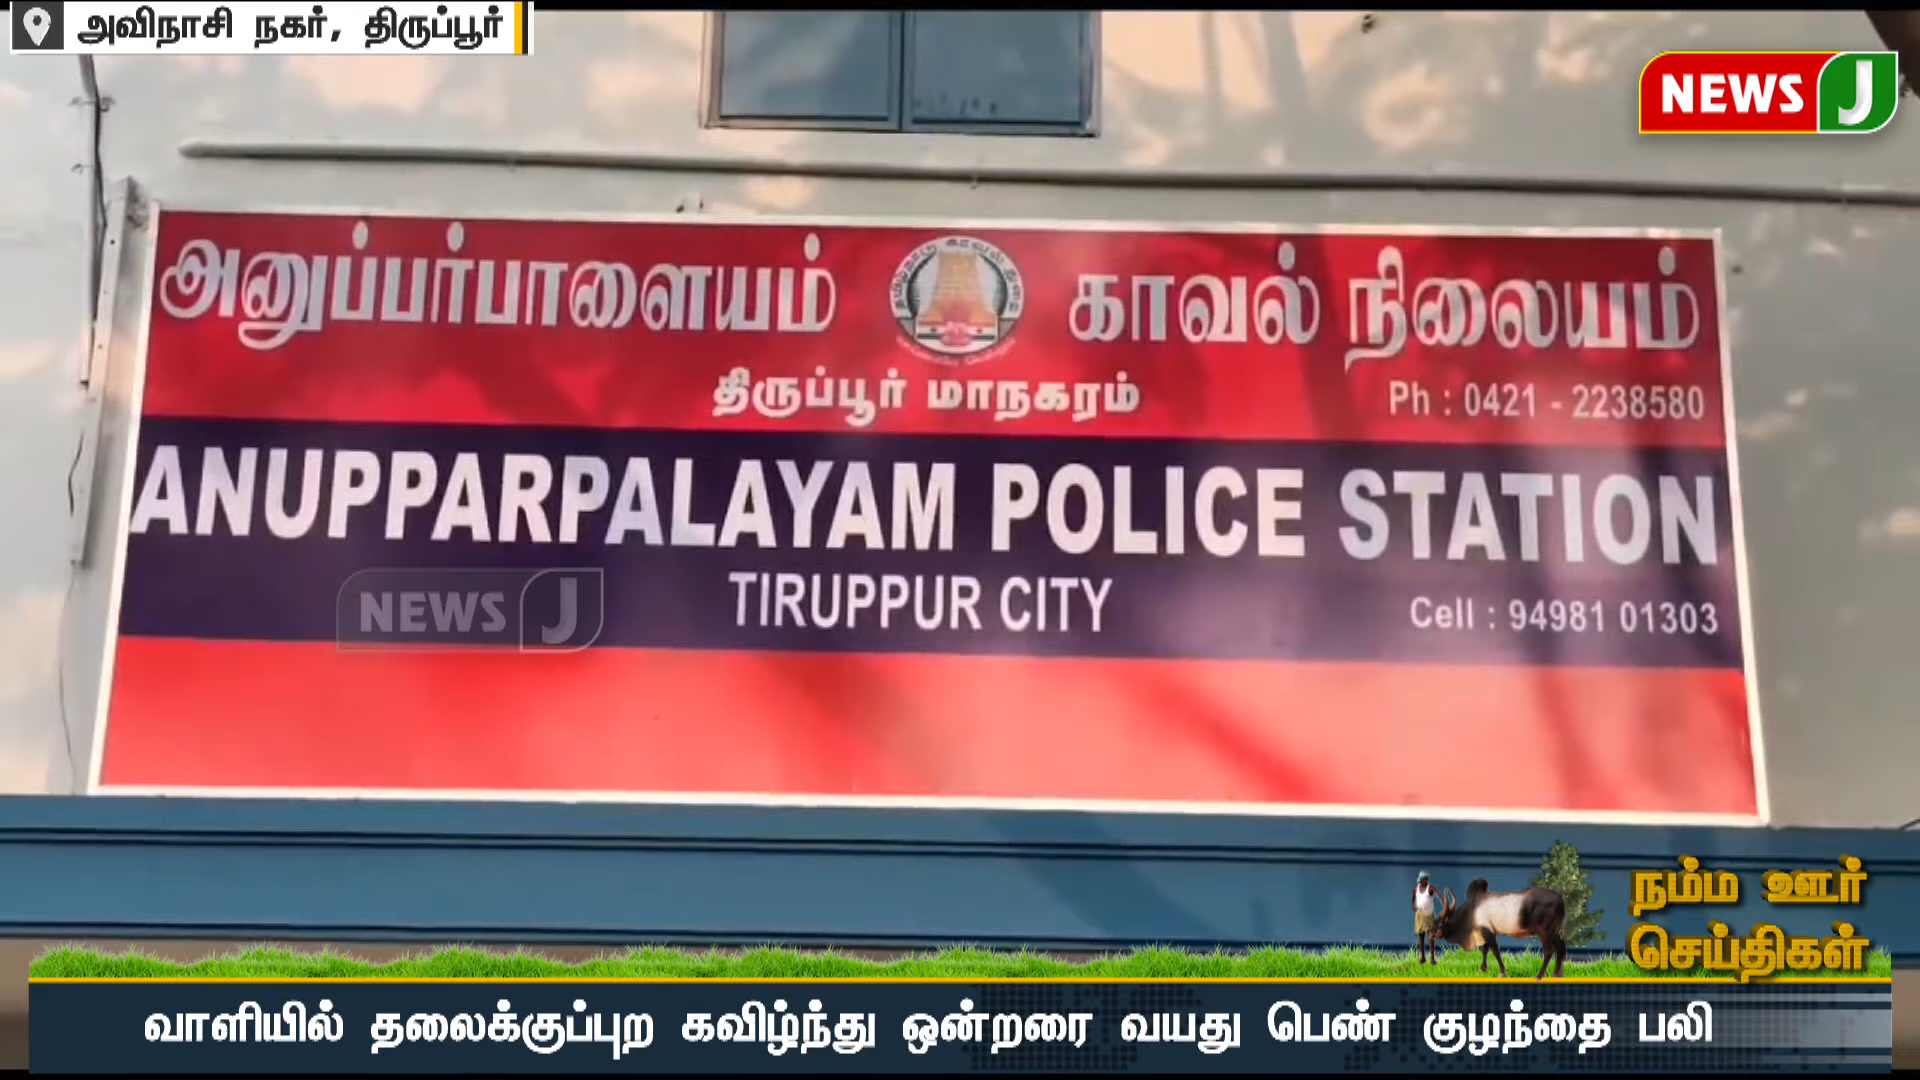 அவிநாசி நகர், திருப்பூர்
NEWS J
அனுப்பர்பாளையம் காவல் நிலையம்
திருப்பூர் மாநகரம்
Ph : 0421 - 2238580
ANUPPARPALAYAM POLICE STATION
TIRUPPUR CITY
Cell : 94981 01303
NEWS J
நம்ம ஊர்
செய்திகள்
வாளியில் தலைக்குப்புற கவிழ்ந்து ஒன்றரை வயது பெண் குழந்தை பலி